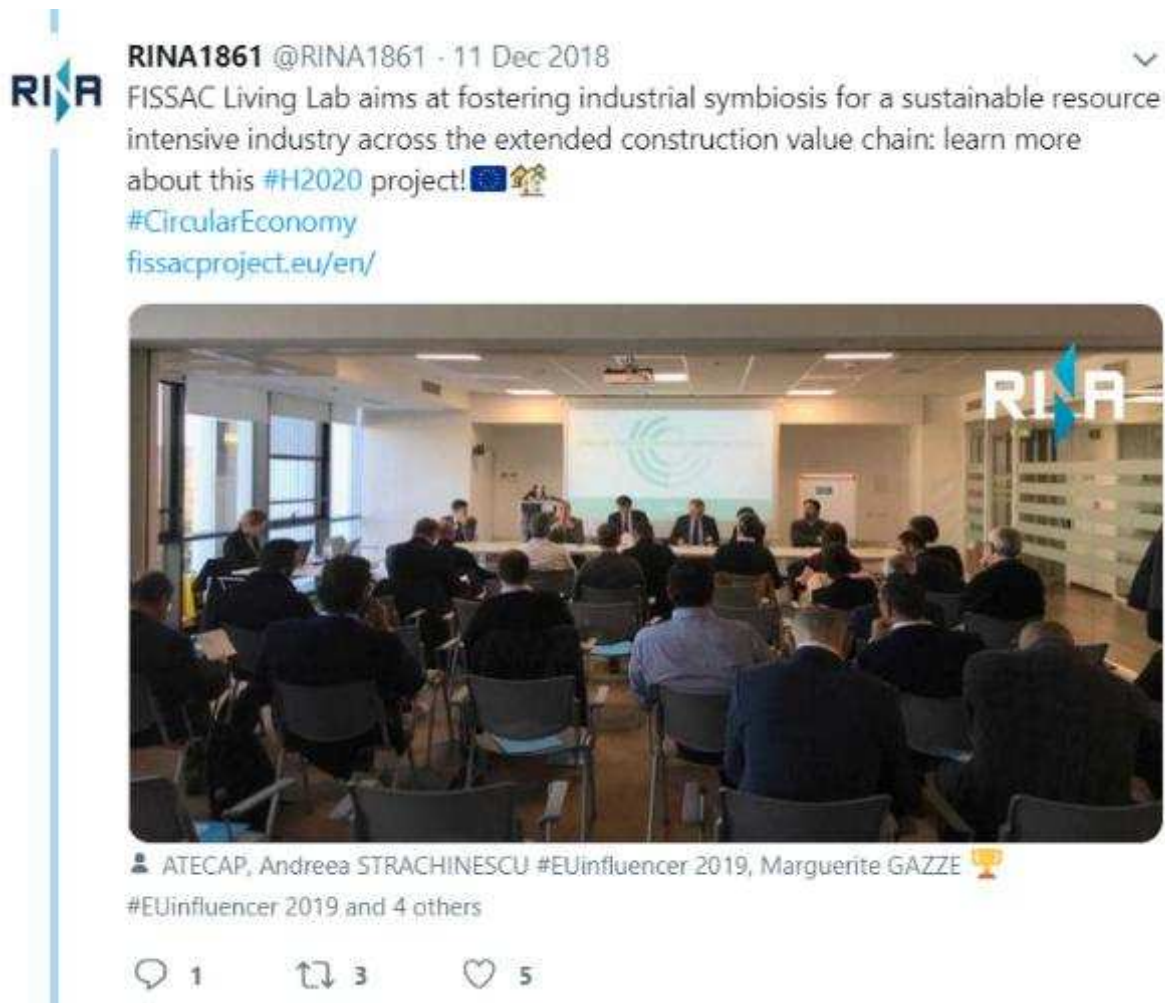 RINA1861 @RINA1861 · 11 Dec 2018
RINA
FISSAC Living Lab aims at fostering industrial symbiosis for a sustainable resource
intensive industry across the extended construction value chain: learn more
about this #H2020 project!
#CircularEconomy
fissacproject.eu/en/
RINA
ATECAP, Andreea STRACHINESCU #EUinfluencer 2019, Marguerite GAZZE
#EUinfluencer 2019 and 4 others
1 3 5